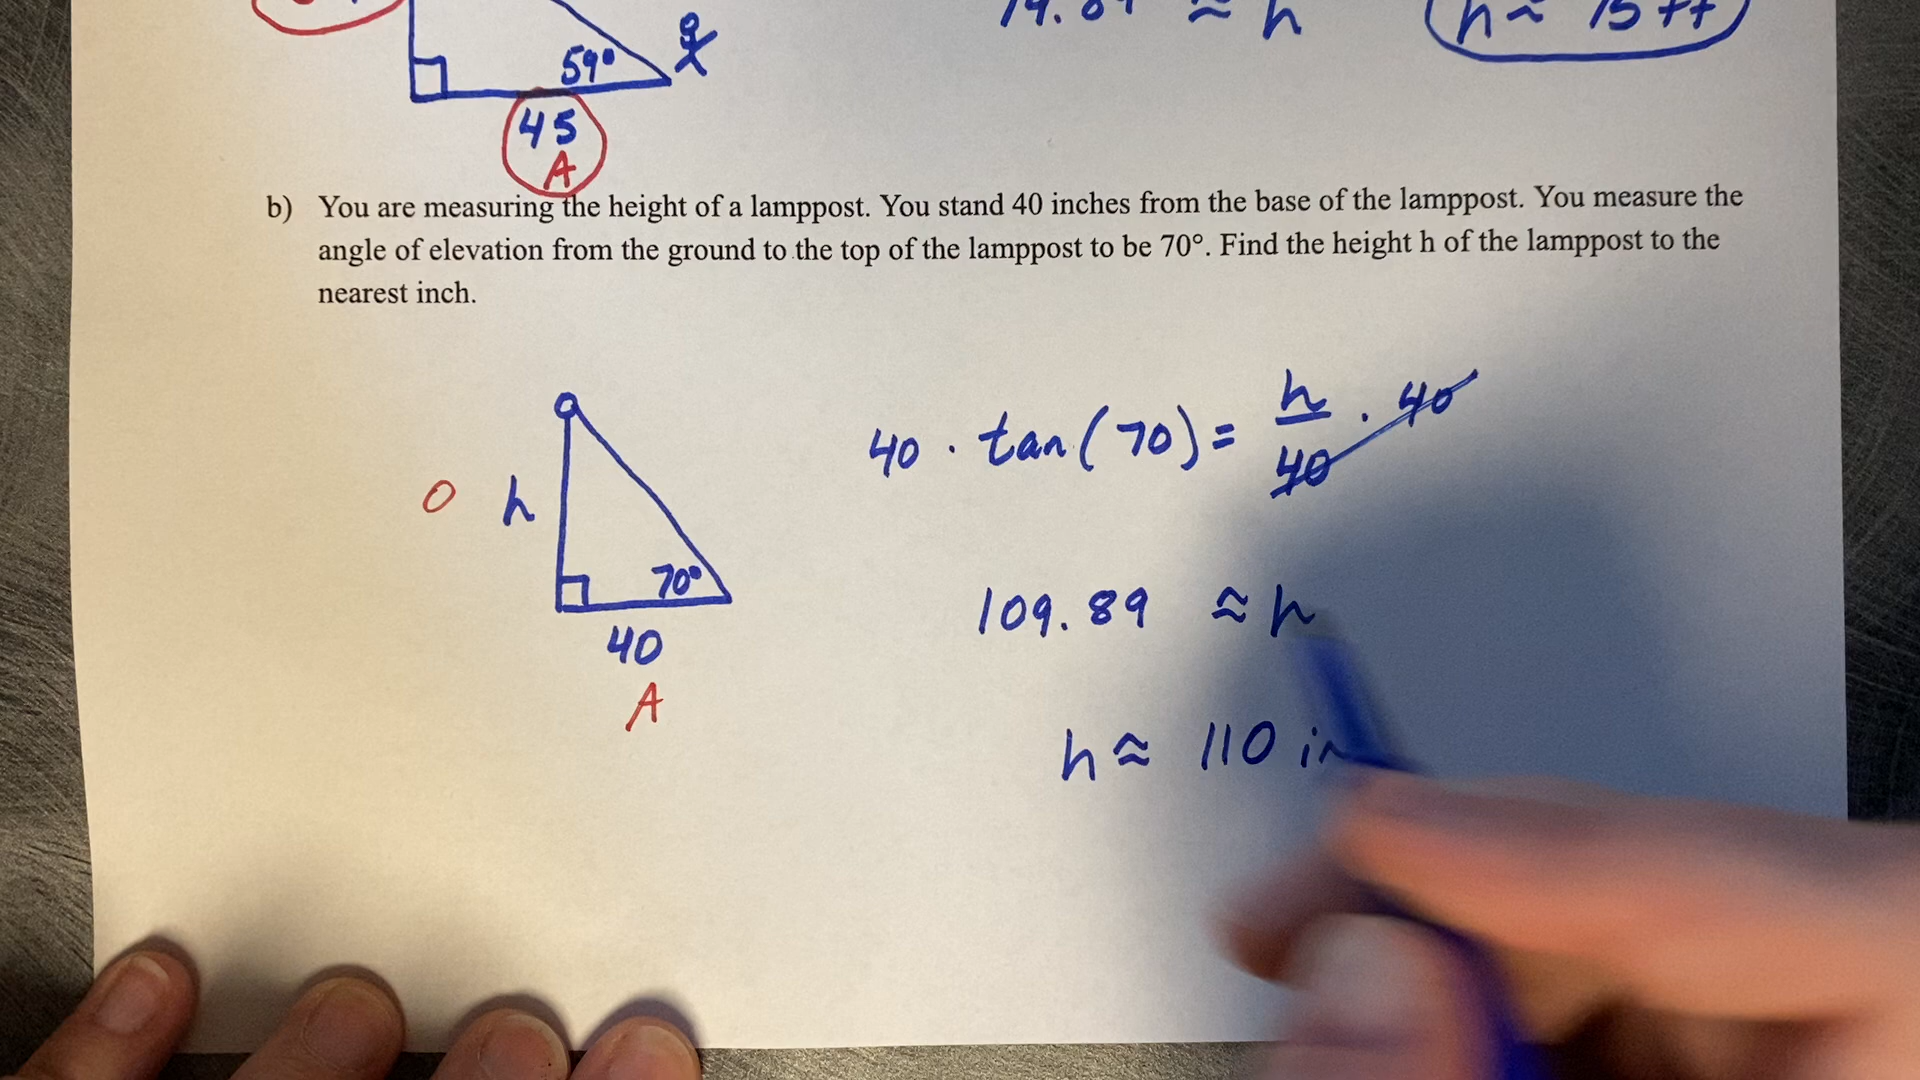 h ≈ 15 ft
59°
45
A
b) You are measuring the height of a lamppost. You stand 40 inches from the base of the lamppost. You measure the
angle of elevation from the ground to the top of the lamppost to be 70°. Find the height h of the lamppost to the
nearest inch.
40 · tan(70) = h/40 · 40
O h
70°
109.89 ≈ h
40
A
h ≈ 110 in